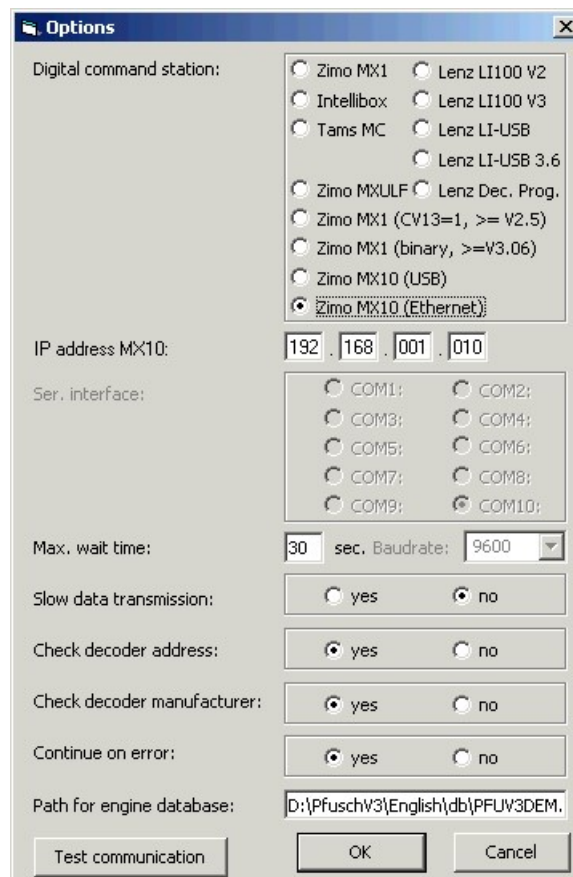 Options
Digital command station:
Zimo MX1 Lenz LI100 V2
Intellibox Lenz LI100 V3
Tams MC Lenz LI-USB
Lenz LI-USB 3.6
Zimo MXULF Lenz Dec. Prog.
Zimo MX1 (CV13=1, >= V2.5)
Zimo MX1 (binary, >=V3.06)
Zimo MX10 (USB)
Zimo MX10 (Ethernet)
IP address MX10: 192 . 168 . 001 . 010
Ser. interface: COM1: COM2:
COM3: COM4:
COM5: COM6:
COM7: COM8:
COM9: COM10:
Max. wait time: 30 sec. Baudrate: 9600
Slow data transmission: yes no
Check decoder address: yes no
Check decoder manufacturer: yes no
Continue on error: yes no
Path for engine database: D:\PfuschV3\English\db\PFUV3DEM.
Test communication OK Cancel